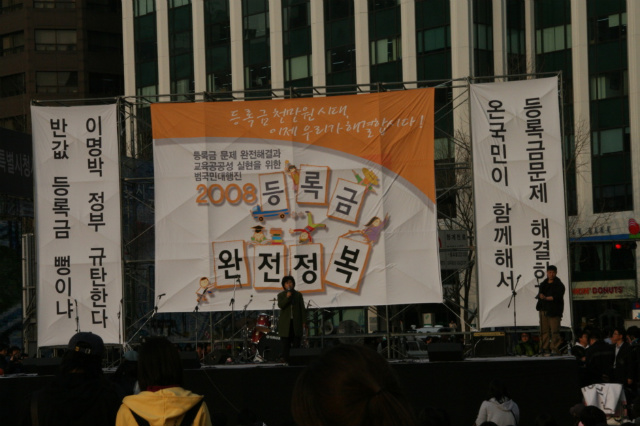 이명박 정부 규탄한다
반값 등록금 뻥이냐
등록금 천만원시대,
이제 우리가 해결합시다!
등록금 문제 완전해결과
교육공공성 실현을 위한
범국민대행진
2008 등록금
완전정복
등록금문제 해결
온국민이 함께해서
DONUTS